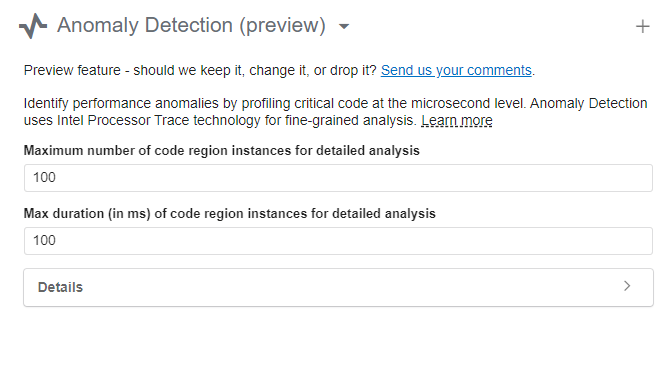 Anomaly Detection (preview)
Preview feature - should we keep it, change it, or drop it? Send us your comments.
Identify performance anomalies by profiling critical code at the microsecond level. Anomaly Detection
uses Intel Processor Trace technology for fine-grained analysis. Learn more
Maximum number of code region instances for detailed analysis
100
Max duration (in ms) of code region instances for detailed analysis
100
Details